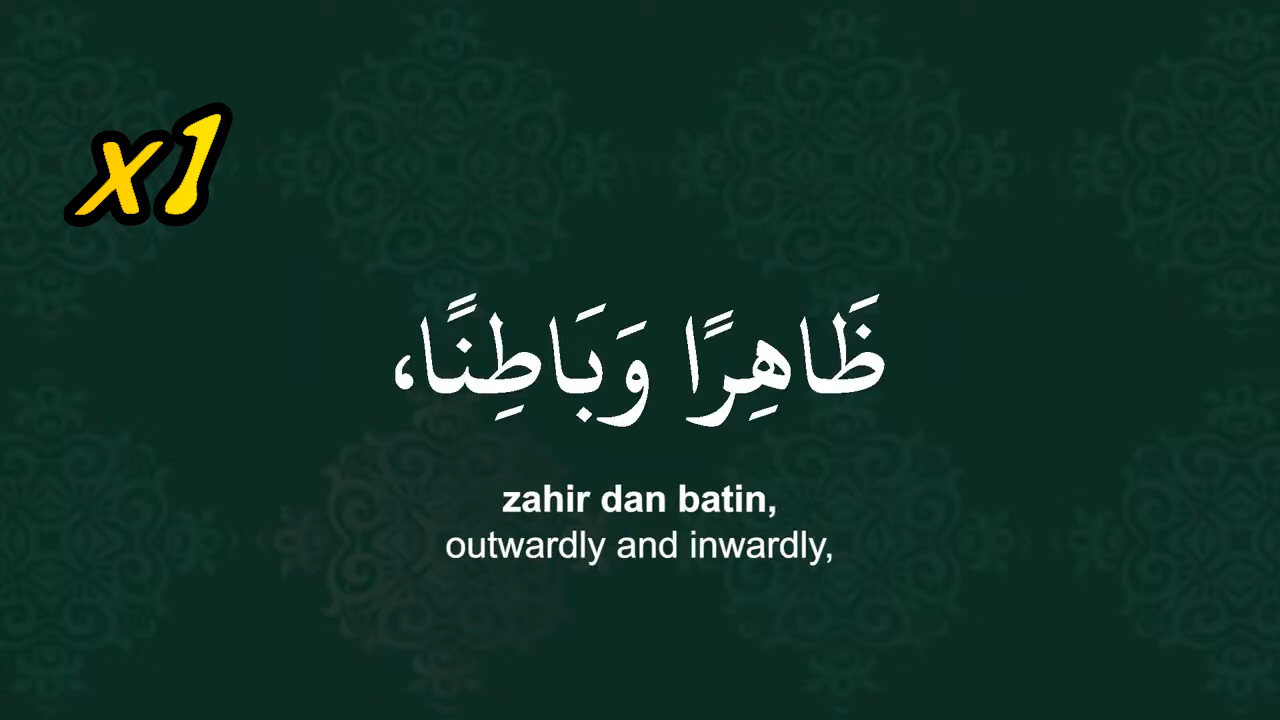 x1
ظَاهِرًا وَبَاطِنًا،
zahir dan batin,
outwardly and inwardly,